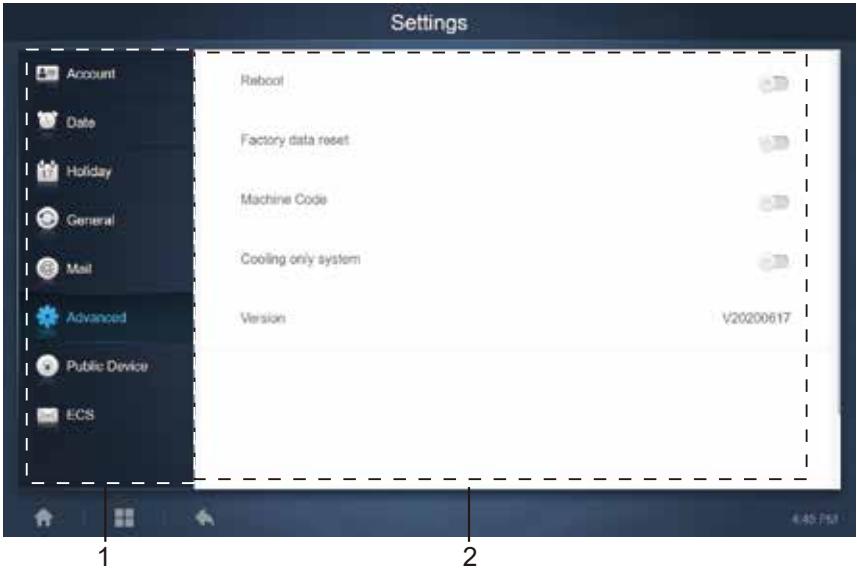 Settings
Account
Date
17
Holiday
General
Mail
Advanced
Public Device
ECS
Reboot
Factory data reset
Machine Code
Cooling only system
Version V20200617
4:45 PM
1 2